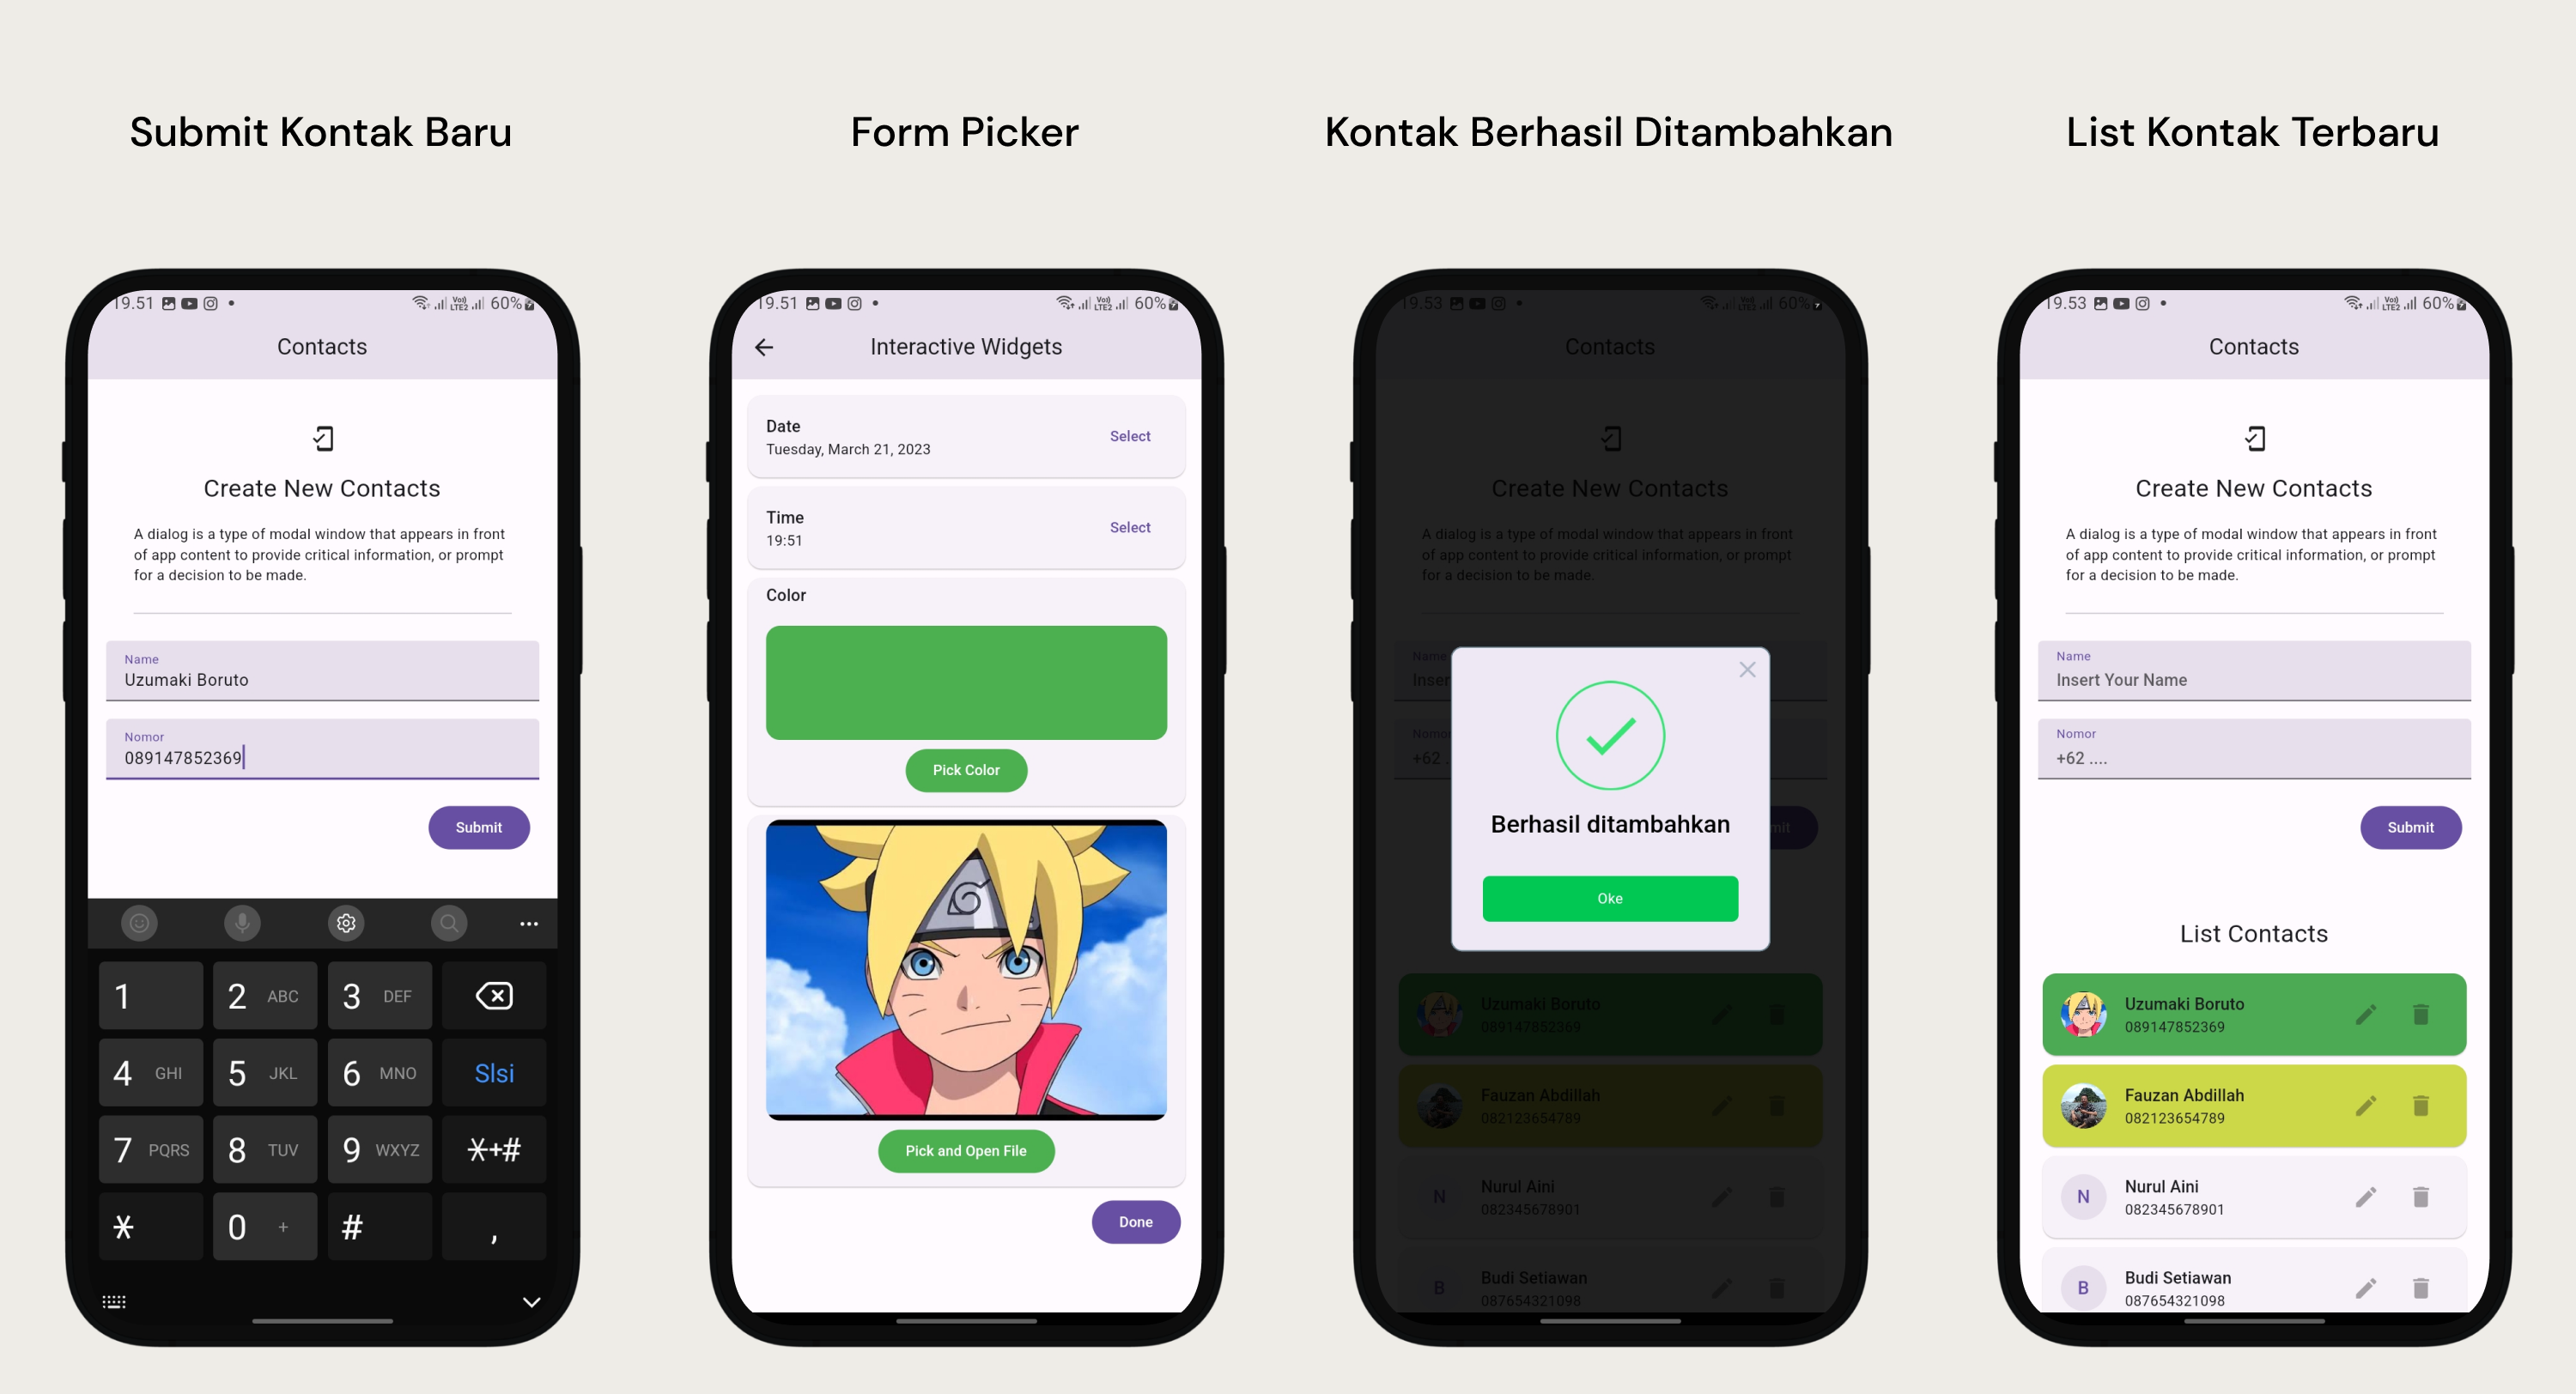 Submit Kontak Baru
Form Picker
Kontak Berhasil Ditambahkan
List Kontak Terbaru
19.51
60%
Contacts
Create New Contacts
A dialog is a type of modal window that appears in front
of app content to provide critical information, or prompt
for a decision to be made.
Name
Uzumaki Boruto
Nomor
089147852369
Submit
1
2 ABC
3 DEF
4 GHI
5 JKL
6 MNO
Slsi
7 PQRS
8 TUV
9 WXYZ
*+#
*
0 +
#
,
19.51
60%
Interactive Widgets
Date
Tuesday, March 21, 2023
Select
Time
19:51
Select
Color
Pick Color
Pick and Open File
Done
19.53
60%
Contacts
Create New Contacts
A dialog is a type of modal window that appears in front
of app content to provide critical information, or prompt
for a decision to be made.
Name
Inser
Nomor
+62 .
mit
Berhasil ditambahkan
Oke
Uzumaki Boruto
089147852369
Fauzan Abdillah
082123654789
N
Nurul Aini
082345678901
B
Budi Setiawan
087654321098
19.53
60%
Contacts
Create New Contacts
A dialog is a type of modal window that appears in front
of app content to provide critical information, or prompt
for a decision to be made.
Name
Insert Your Name
Nomor
+62 ....
Submit
List Contacts
Uzumaki Boruto
089147852369
Fauzan Abdillah
082123654789
N
Nurul Aini
082345678901
B
Budi Setiawan
087654321098